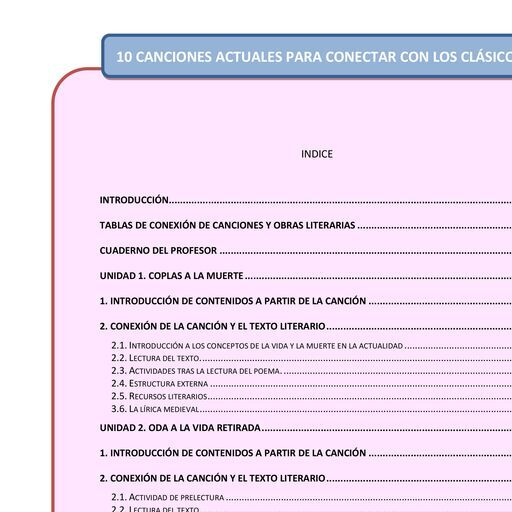 10 CANCIONES ACTUALES PARA CONECTAR CON LOS CLÁSICO
INDICE
INTRODUCCIÓN
TABLAS DE CONEXIÓN DE CANCIONES Y OBRAS LITERARIAS
CUADERNO DEL PROFESOR
UNIDAD 1. COPLAS A LA MUERTE
1. INTRODUCCIÓN DE CONTENIDOS A PARTIR DE LA CANCIÓN
2. CONEXIÓN DE LA CANCIÓN Y EL TEXTO LITERARIO
2.1. INTRODUCCIÓN A LOS CONCEPTOS DE LA VIDA Y LA MUERTE EN LA ACTUALIDAD
2.2. LECTURA DEL TEXTO.
2.3. ACTIVIDADES TRAS LA LECTURA DEL POEMA.
2.4. ESTRUCTURA EXTERNA
2.5. RECURSOS LITERARIOS
3.6. LA LÍRICA MEDIEVAL
UNIDAD 2. ODA A LA VIDA RETIRADA
1. INTRODUCCIÓN DE CONTENIDOS A PARTIR DE LA CANCIÓN
2. CONEXIÓN DE LA CANCIÓN Y EL TEXTO LITERARIO
2.1. ACTIVIDAD DE PRELECTURA
2.2. LECTURA DEL TEXTO